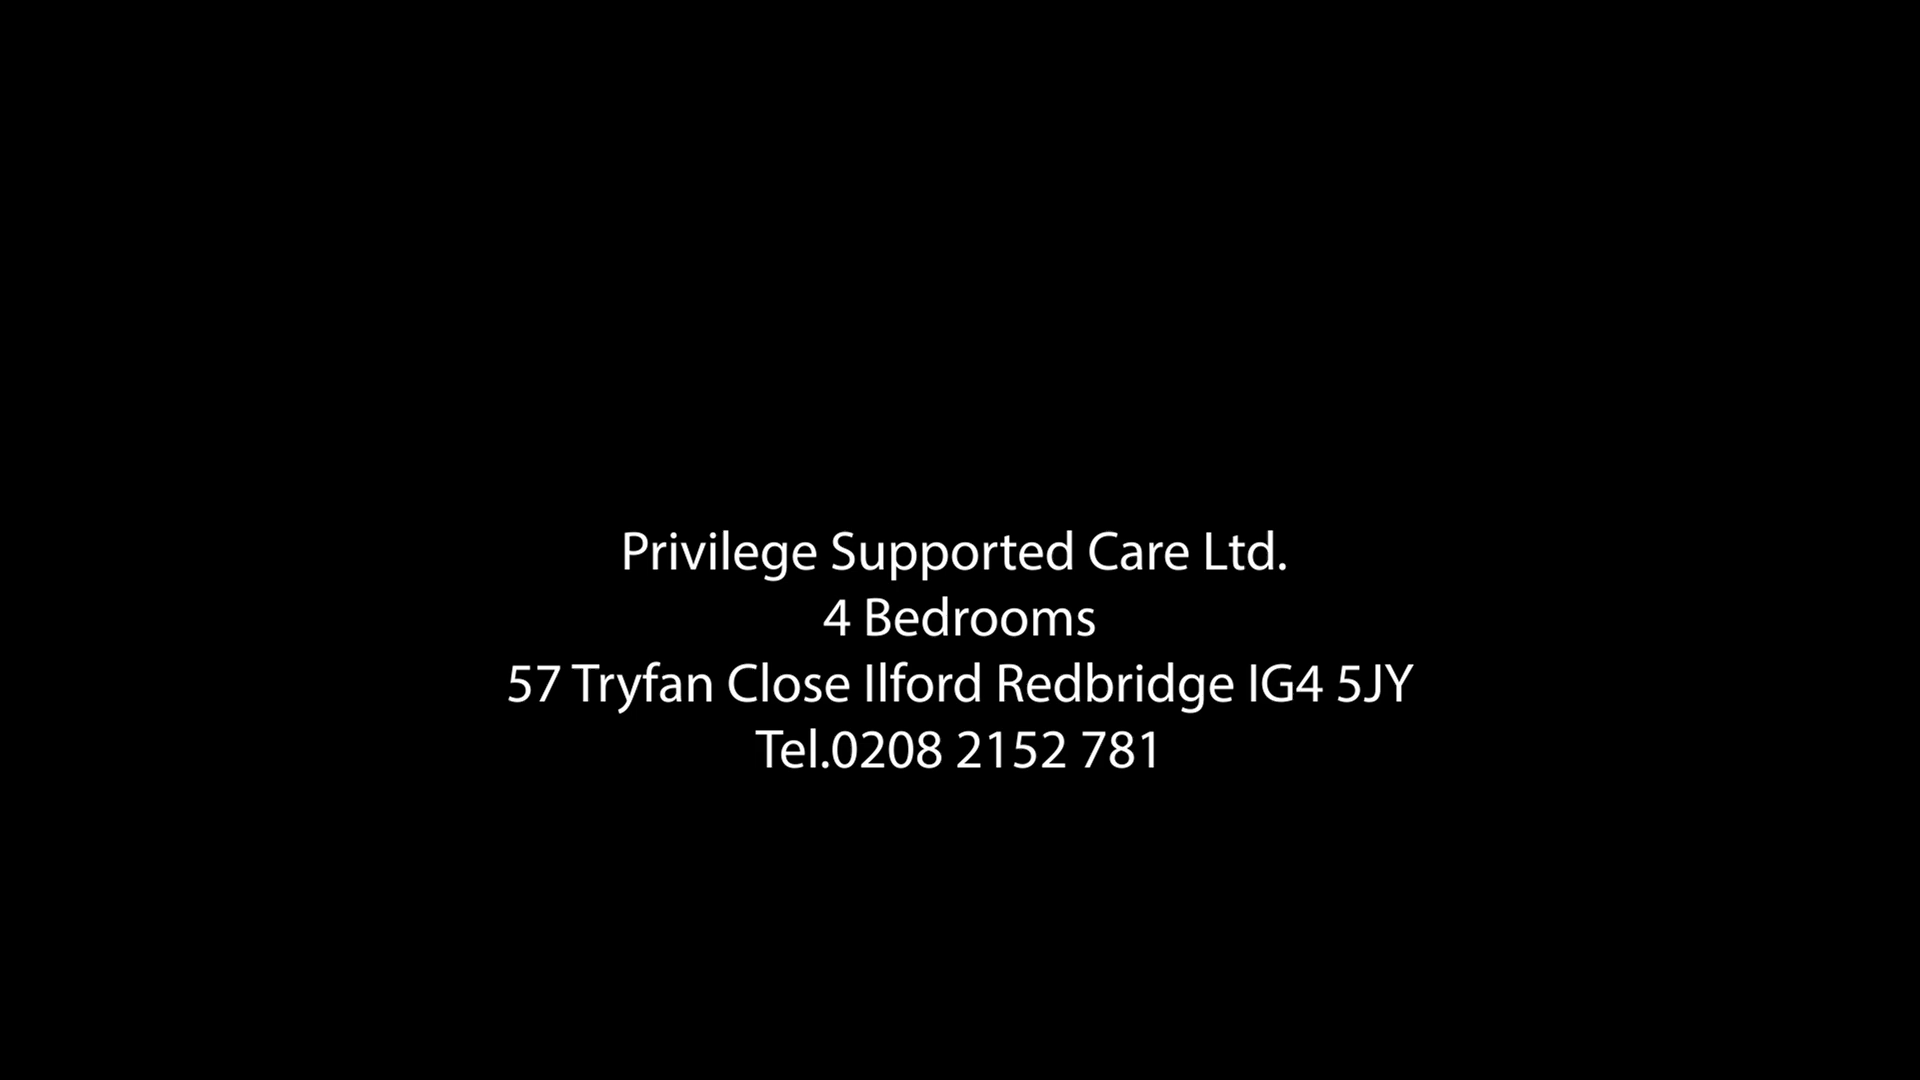 Privilege Supported Care Ltd.
4 Bedrooms
57 Tryfan Close Ilford Redbridge IG4 5JY
Tel.0208 2152 781